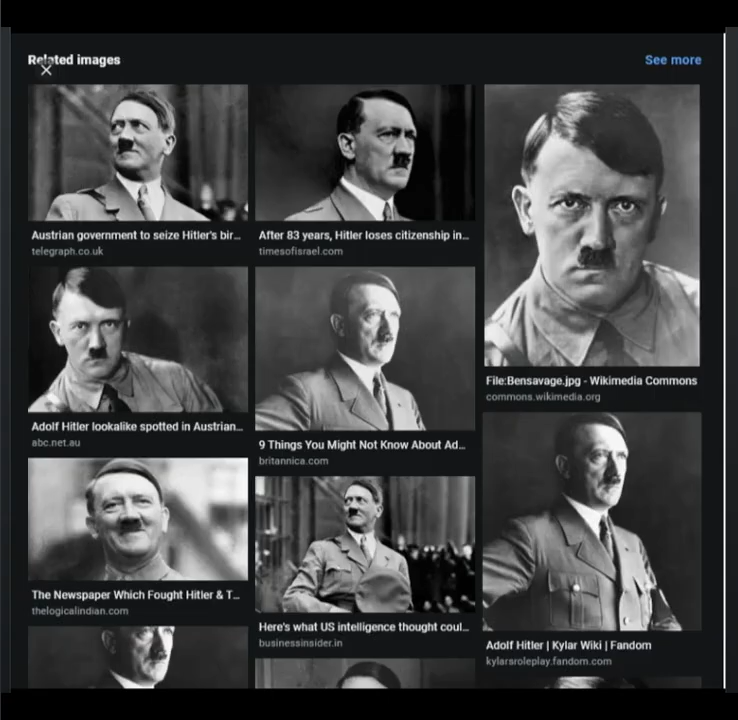 Related images
See more
Austrian government to seize Hitler's bir...
telegraph.co.uk
After 83 years, Hitler loses citizenship in...
timesofisrael.com
File:Bensavage.jpg - Wikimedia Commons
commons.wikimedia.org
Adolf Hitler lookalike spotted in Austrian...
abc.net.au
9 Things You Might Not Know About Ad...
britannica.com
The Newspaper Which Fought Hitler & T...
thelogicalindian.com
Here's what US intelligence thought coul...
businessinsider.in
Adolf Hitler | Kylar Wiki | Fandom
kylarsroleplay.fandom.com